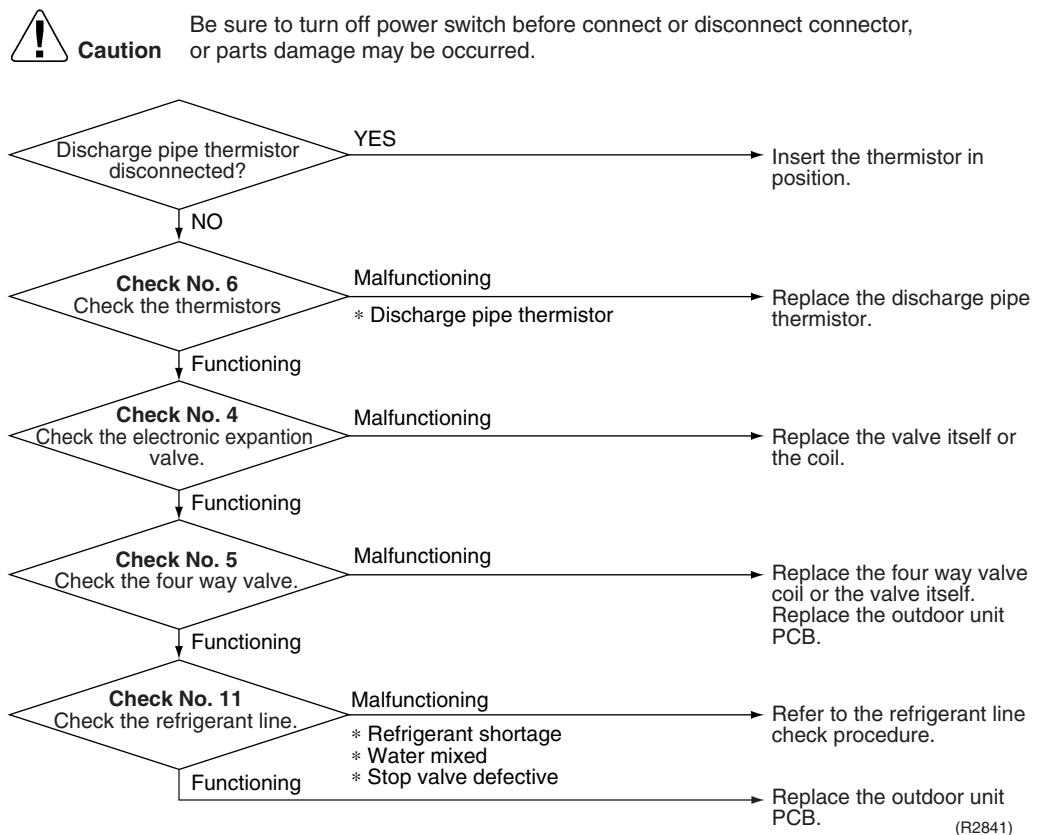 Be sure to turn off power switch before connect or disconnect connector,
Caution or parts damage may be occurred.
Discharge pipe thermistor
disconnected?
YES
Insert the thermistor in
position.
NO
Check No. 6
Check the thermistors
Malfunctioning
* Discharge pipe thermistor
Replace the discharge pipe
thermistor.
Functioning
Check No. 4
Check the electronic expantion
valve.
Malfunctioning
Replace the valve itself or
the coil.
Functioning
Check No. 5
Check the four way valve.
Malfunctioning
Replace the four way valve
coil or the valve itself.
Replace the outdoor unit
PCB.
Functioning
Check No. 11
Check the refrigerant line.
Malfunctioning
* Refrigerant shortage
* Water mixed
* Stop valve defective
Refer to the refrigerant line
check procedure.
Functioning
Replace the outdoor unit
PCB.
(R2841)